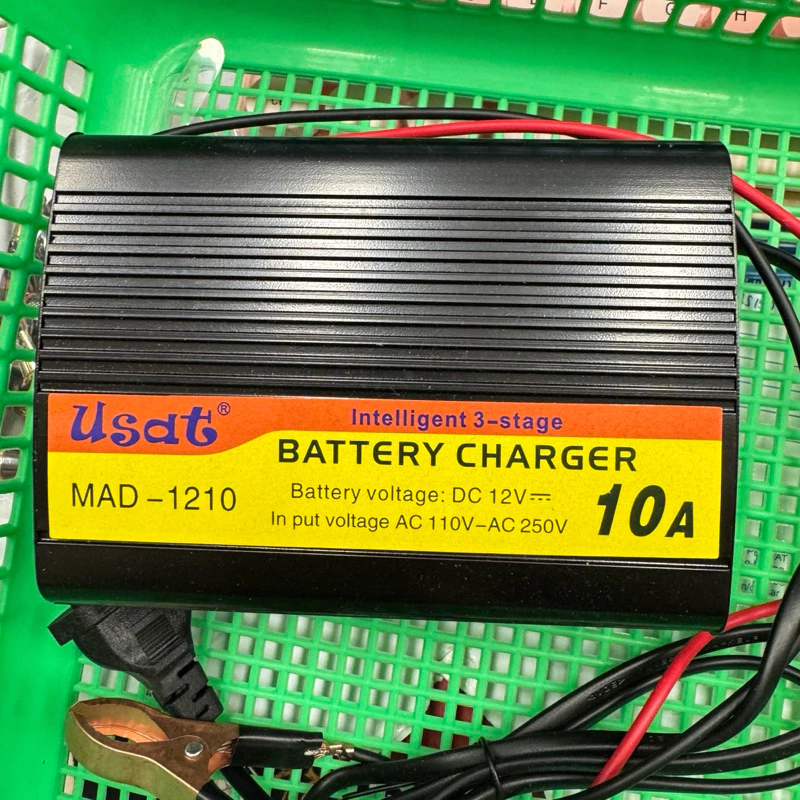 Usat®
Intelligent 3-stage
BATTERY CHARGER
MAD-1210
Battery voltage: DC 12V⎓
In put voltage AC 110V-AC 250V
10A